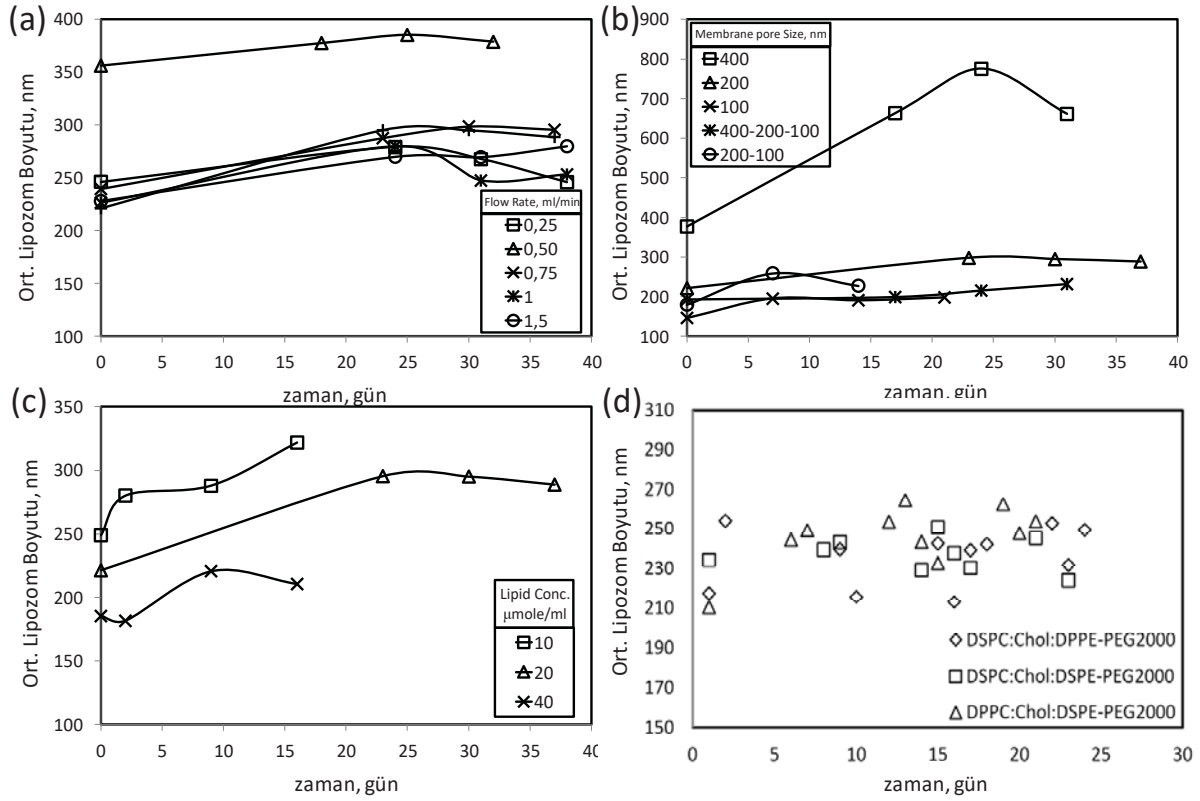 (a)
Ort. Lipozom Boyutu, nm
400
350
300
250
200
150
100
0 5 10 15 20 25 30 35 40
zaman, gün
Flow Rate, ml/min
0,25
0,50
0,75
1
1,5
(b)
Ort. Lipozom Boyutu, nm
900
800
700
600
500
400
300
200
100
0 5 10 15 20 25 30 35 40
zaman, gün
Membrane pore Size, nm
400
200
100
400-200-100
200-100
(c)
Ort. Lipozom Boyutu, nm
350
300
250
200
150
100
0 5 10 15 20 25 30 35 40
zaman, gün
Lipid Conc.
μmole/ml
10
20
40
(d)
Ort. Lipozom Boyutu, nm
310
290
270
250
230
210
190
170
150
0 5 10 15 20 25 30
zaman, gün
DSPC:Chol:DPPE-PEG2000
DSPC:Chol:DSPE-PEG2000
DPPC:Chol:DSPE-PEG2000